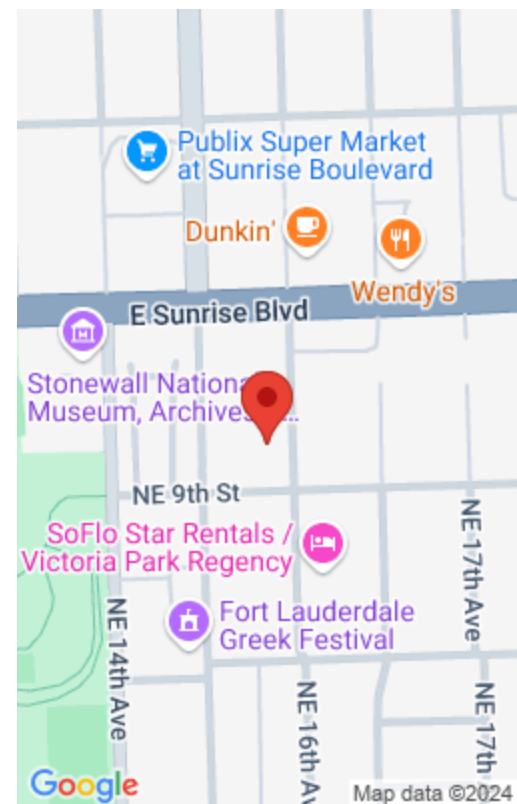 Publix Super Market
at Sunrise Boulevard
Dunkin'
Wendy's
E Sunrise Blvd
Stonewall National
Museum, Archives
NE 9th St
SoFlo Star Rentals /
Victoria Park Regency
NE 17th Ave
Fort Lauderdale
Greek Festival
NE 14th Ave
NE 16th Av
NE 17th
Google
Map data ©2024